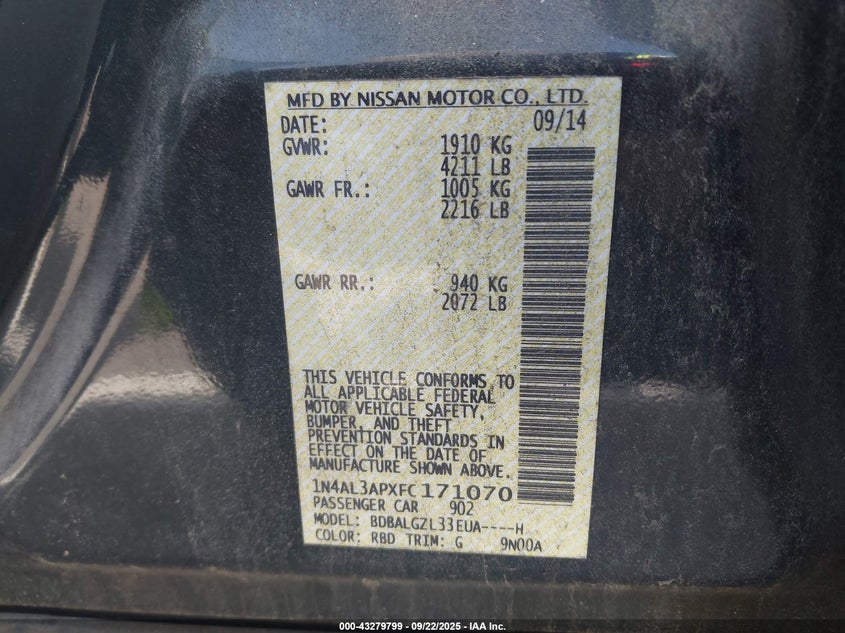 MFD BY NISSAN MOTOR CO., LTD.
DATE: 09/14
GVWR: 1910 KG
4211 LB
GAWR FR.: 1005 KG
2216 LB
GAWR RR.: 940 KG
2072 LB
THIS VEHICLE CONFORMS TO
ALL APPLICABLE FEDERAL
MOTOR VEHICLE SAFETY,
BUMPER, AND THEFT
PREVENTION STANDARDS IN
EFFECT ON THE DATE OF
MANUFACTURE SHOWN ABOVE.
1N4AL3APXFC171070
PASSENGER CAR 902
MODEL: BDBALGZL33EUA----H
COLOR: RBD TRIM: G 9N00A
000-43279799 - 09/22/2025 - IAA Inc.